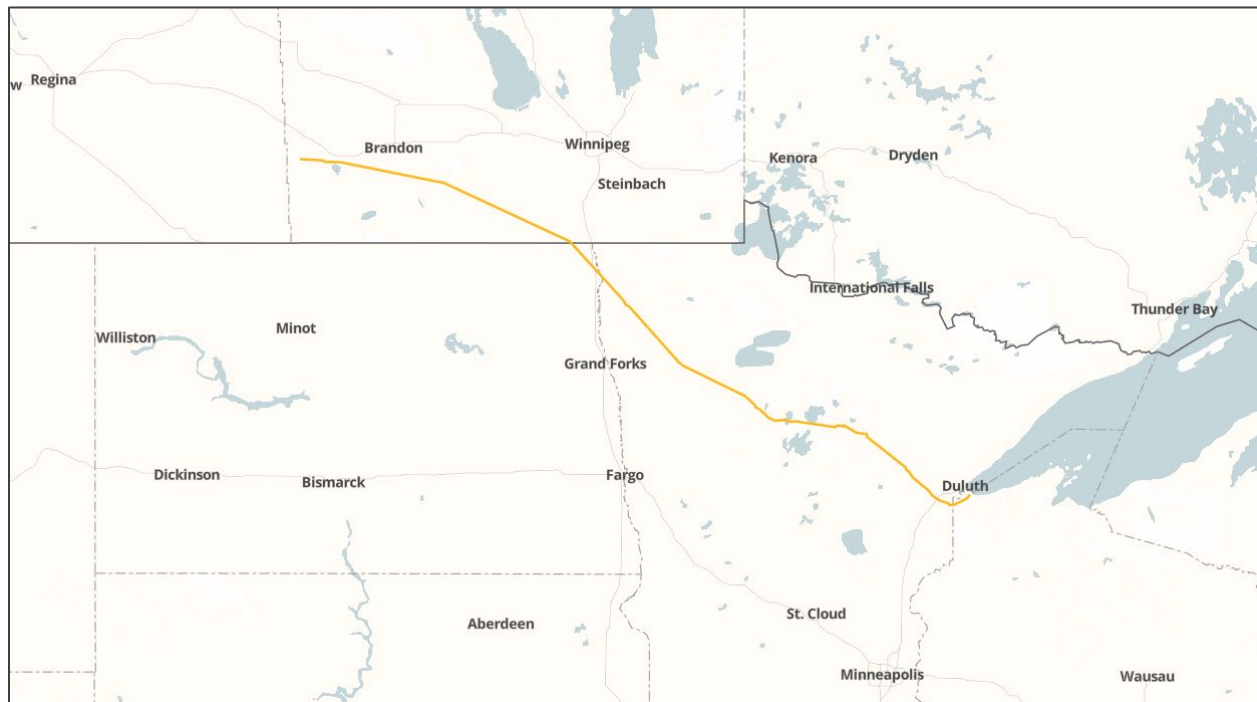 w Regina
Brandon
Winnipeg
Kenora
Dryden
Steinbach
International Falls
Thunder Bay
Minot
Williston
Grand Forks
Dickinson
Bismarck
Fargo
Duluth
Aberdeen
St. Cloud
Minneapolis
Wausau